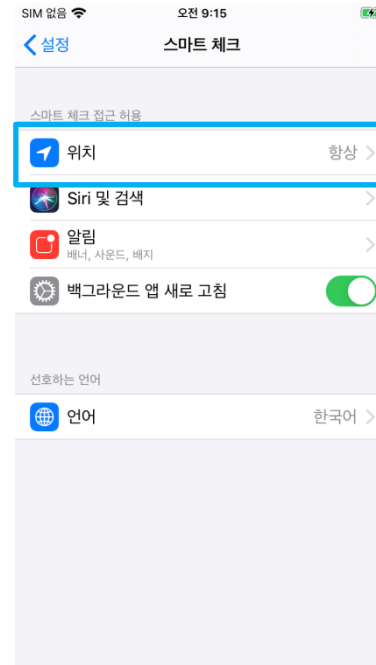 SIM 없음 오전 9:15
설정 스마트 체크
스마트 체크 접근 허용
위치 항상
Siri 및 검색
알림
배너, 사운드, 배지
백그라운드 앱 새로 고침
선호하는 언어
언어 한국어